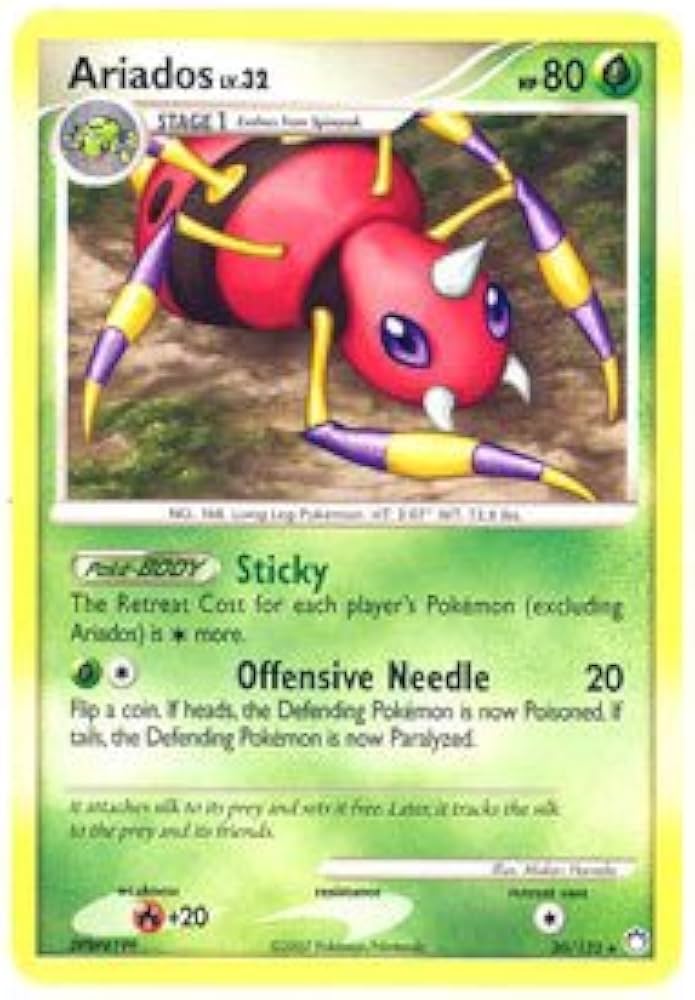 Ariados LV.32
HP 80
STAGE 1 Evolves from Spinarak
NO. 168 Long Leg Pokémon HT: 3'07" WT: 73.9 lbs.
Poké-BODY Sticky
The Retreat Cost for each player's Pokémon (excluding
Ariados) is more.
Offensive Needle 20
Flip a coin. If heads, the Defending Pokémon is now Poisoned. If
tails, the Defending Pokémon is now Paralyzed.
It attaches silk to its prey and sets it free. Later, it tracks the silk
to the prey and its friends.
Illus. Midori Harada
weakness resistance retreat cost
+20
©2007 Pokémon/Nintendo